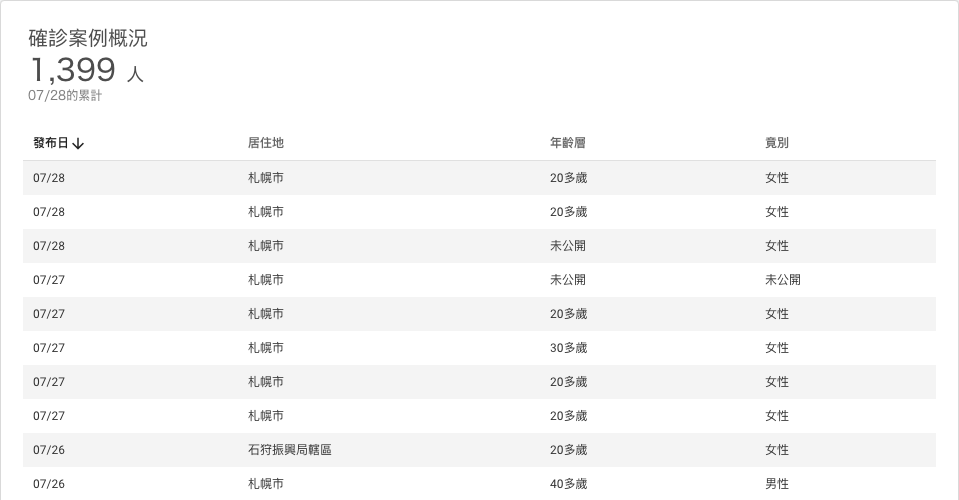 確診案例概況
1,399 人
07/28的累計
發布日↓ 居住地 年齡層 竟別
07/28 札幌市 20多歲 女性
07/28 札幌市 20多歲 女性
07/28 札幌市 未公開 女性
07/27 札幌市 未公開 未公開
07/27 札幌市 20多歲 女性
07/27 札幌市 30多歲 女性
07/27 札幌市 20多歲 女性
07/27 札幌市 20多歲 女性
07/26 石狩振興局轄區 20多歲 女性
07/26 札幌市 40多歲 男性